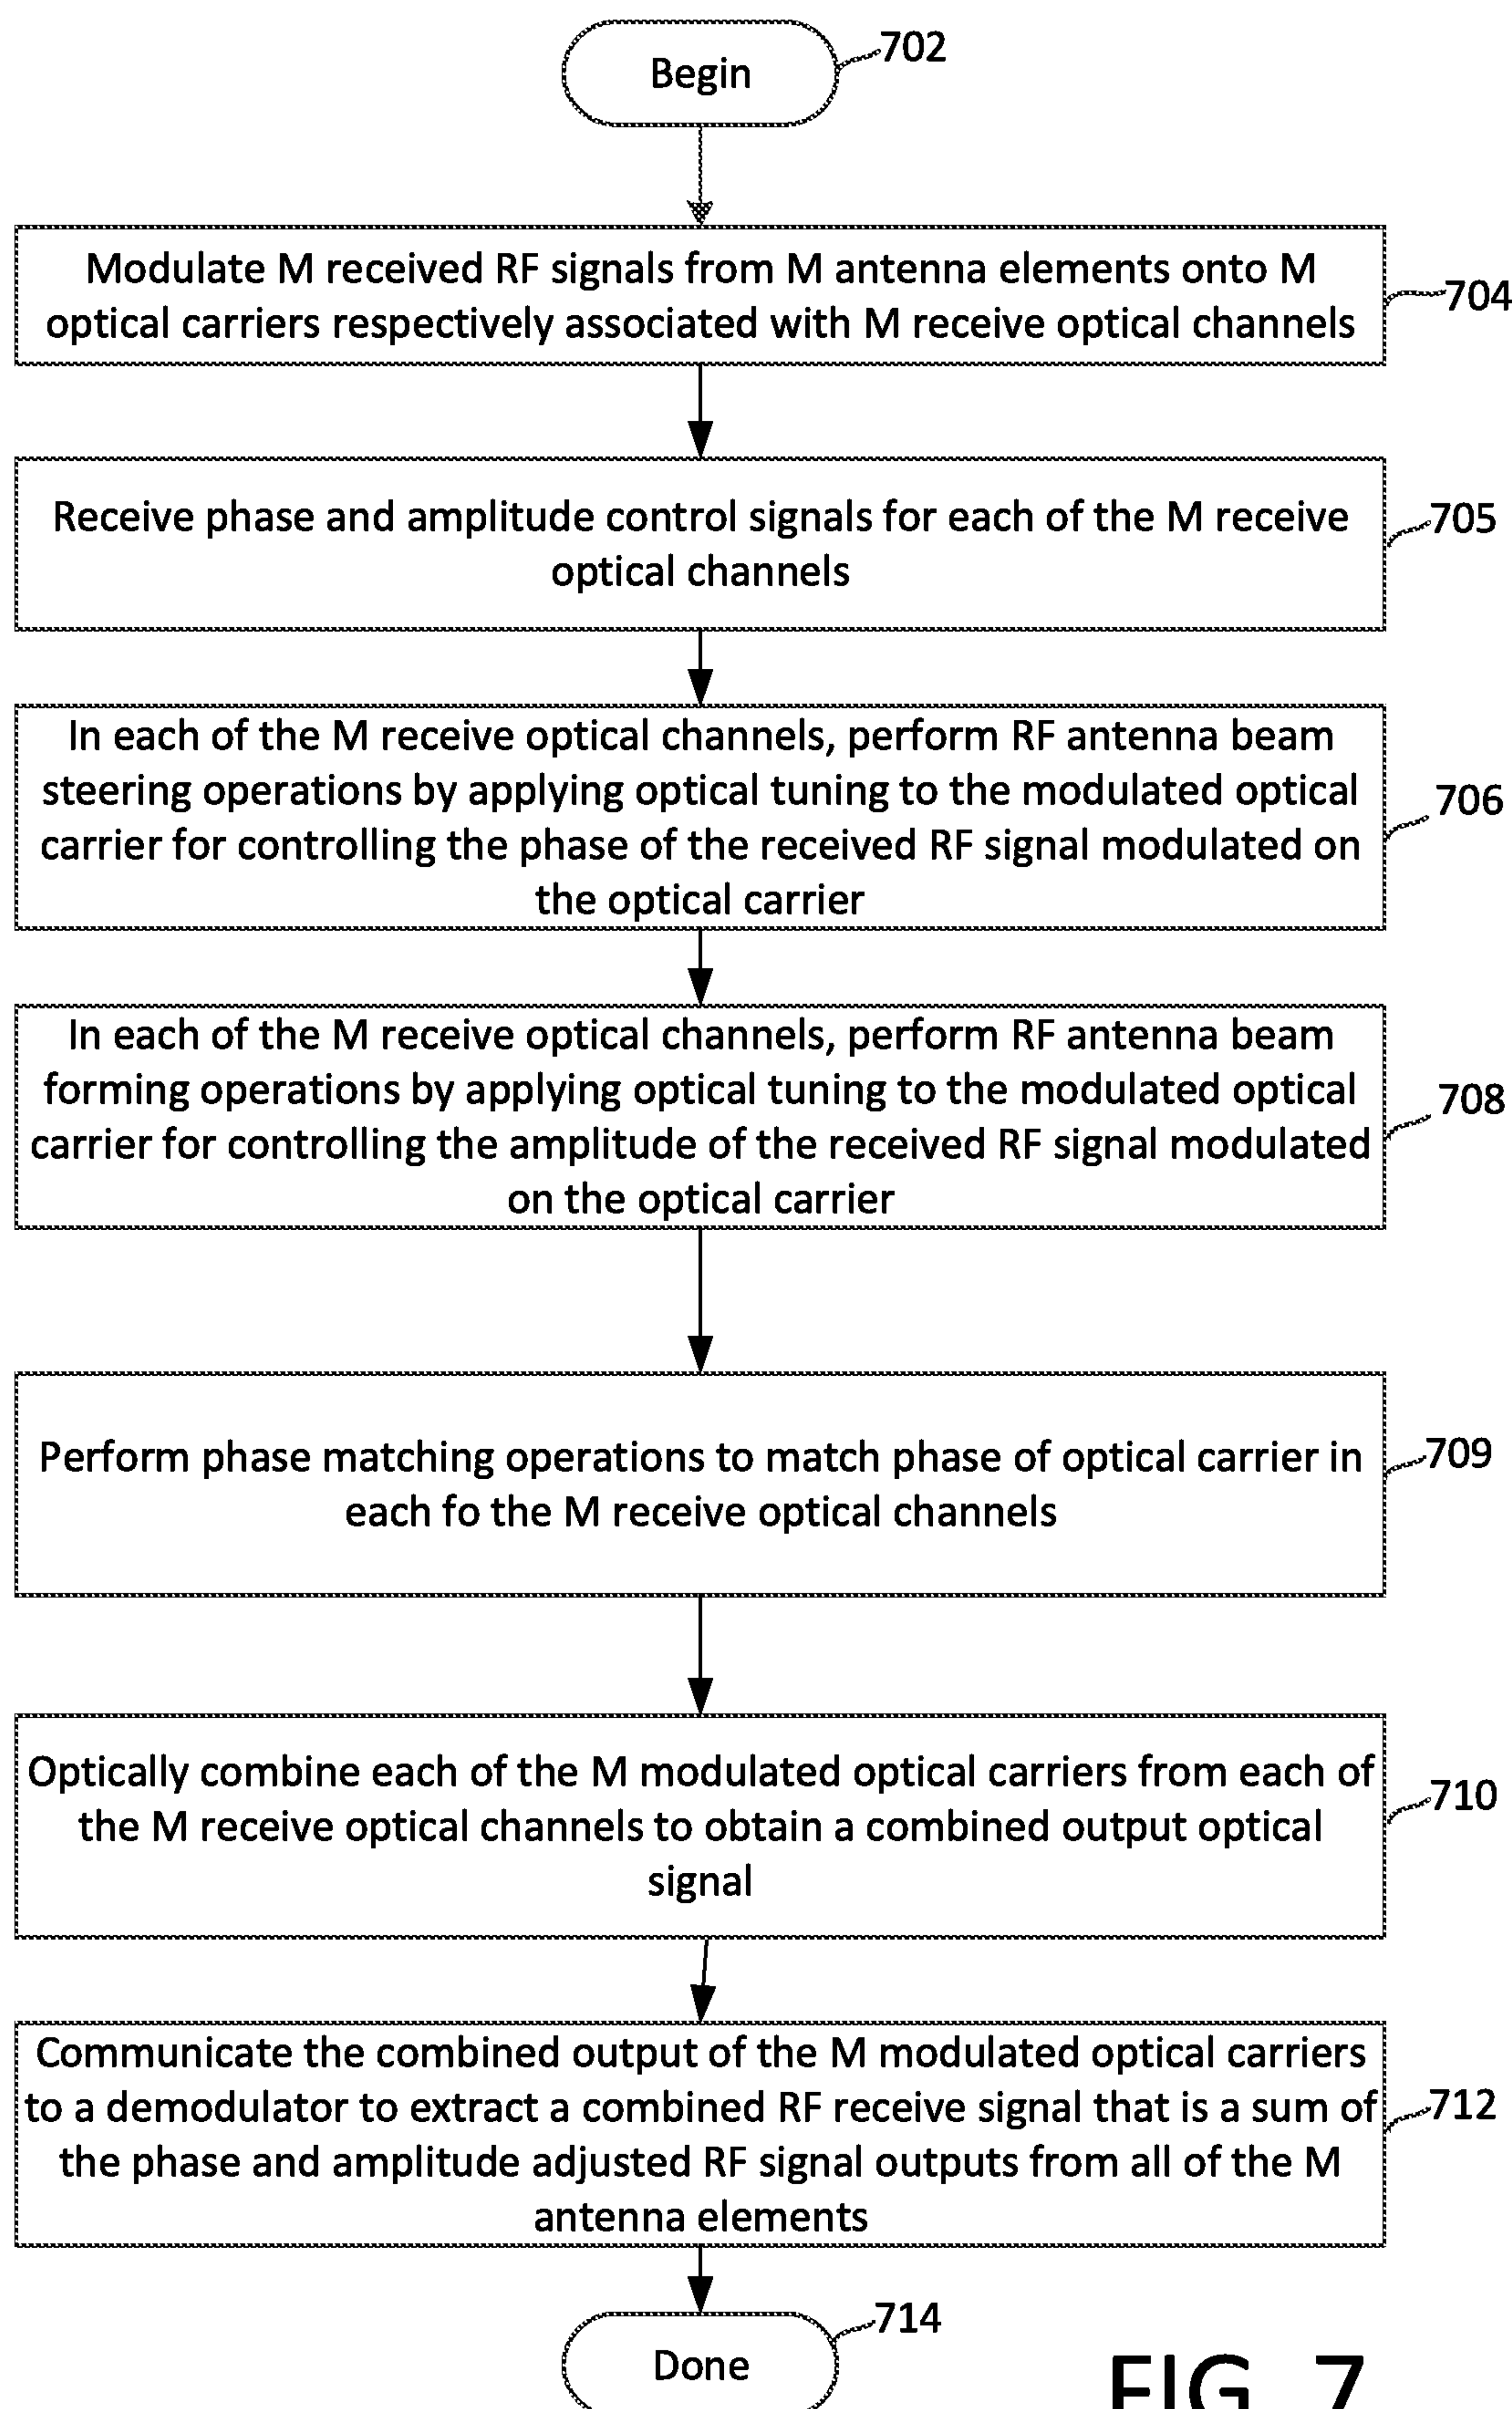 Begin
702
Modulate M received RF signals from M antenna elements onto M
optical carriers respectively associated with M receive optical channels
704
Receive phase and amplitude control signals for each of the M receive
optical channels
705
In each of the M receive optical channels, perform RF antenna beam
steering operations by applying optical tuning to the modulated optical
carrier for controlling the phase of the received RF signal modulated on
the optical carrier
706
In each of the M receive optical channels, perform RF antenna beam
forming operations by applying optical tuning to the modulated optical
carrier for controlling the amplitude of the received RF signal modulated
on the optical carrier
708
Perform phase matching operations to match phase of optical carrier in
each fo the M receive optical channels
709
Optically combine each of the M modulated optical carriers from each of
the M receive optical channels to obtain a combined output optical
signal
710
Communicate the combined output of the M modulated optical carriers
to a demodulator to extract a combined RF receive signal that is a sum of
the phase and amplitude adjusted RF signal outputs from all of the M
antenna elements
712
Done
714
FIG. 7